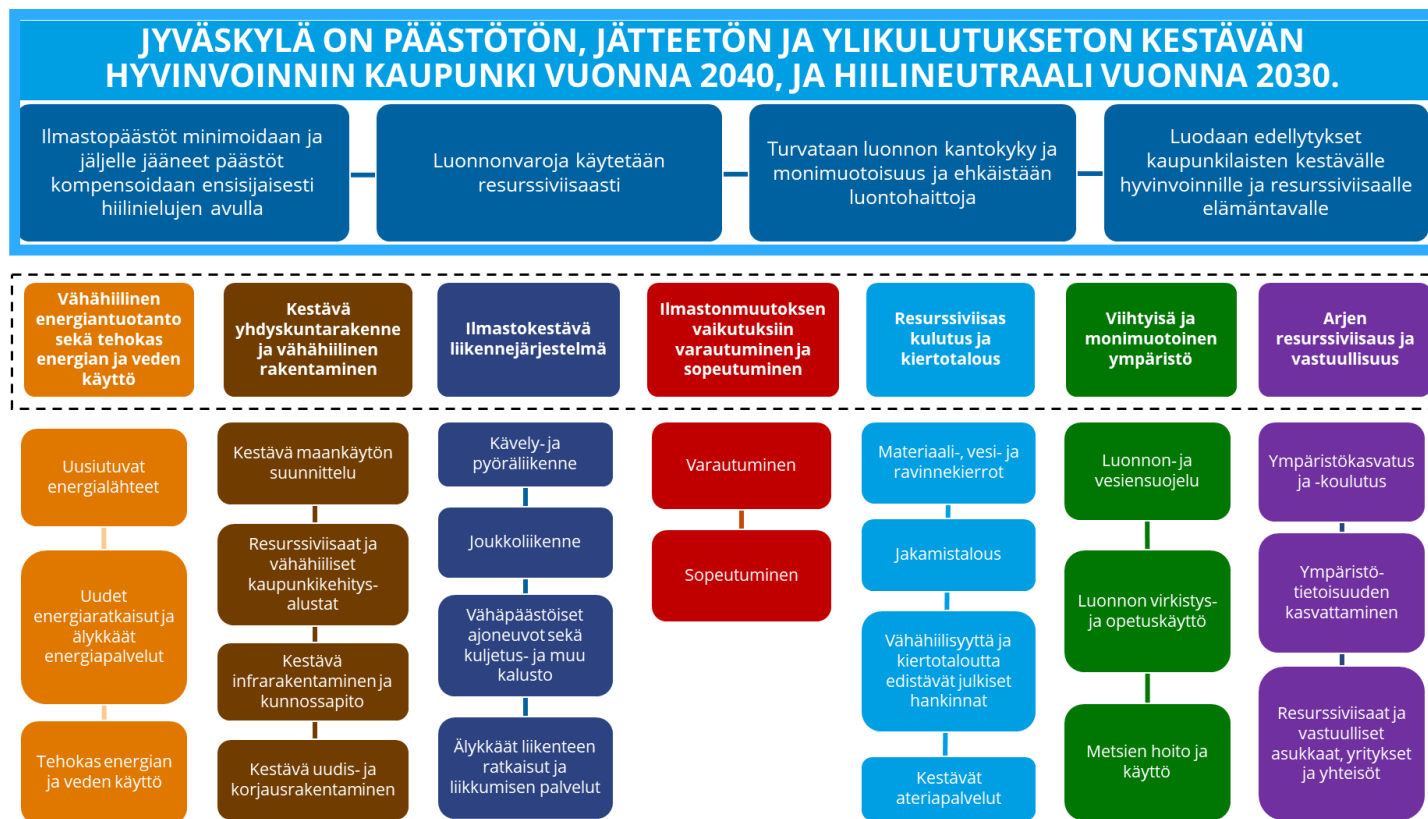 JYVÄSKYLÄ ON PÄÄSTÖTÖN, JÄTTEETÖN JA YLIKULUTUKSETON KESTÄVÄN
HYVINVOINNIN KAUPUNKI VUONNA 2040, JA HIILINEUTRAALI VUONNA 2030.
Ilmastopäästöt minimoidaan ja
jäljelle jääneet päästöt
kompensoidaan ensisijaisesti
hiilinielujen avulla
Luonnonvaroja käytetään
resurssiviisaasti
Turvataan luonnon kantokyky ja
monimuotoisuus ja ehkäistään
luontohaittoja
Luodaan edellytykset
kaupunkilaisten kestävälle
hyvinvoinnille ja resurssiviisaalle
elämäntavalle
Vähähiilinen
energiantuotanto
sekä tehokas
energian ja veden
käyttö
Kestävä
yhdyskuntarakenne
ja vähähiilinen
rakentaminen
Ilmastokestävä
liikennejärjestelmä
Ilmastonmuutoksen
vaikutuksiin
varautuminen ja
sopeutuminen
Resurssiviisas
kulutus ja
kiertotalous
Viihtyisä ja
monimuotoinen
ympäristö
Arjen
resurssiviisaus ja
vastuullisuus
Uusiutuvat
energialähteet
Uudet
energiaratkaisut ja
älykkäät
energiapalvelut
Tehokas energian
ja veden käyttö
Kestävä maankäytön
suunnittelu
Resurssiviisaat ja
vähähiiliset
kaupunkikehitys-
alustat
Kestävä
infrarakentaminen ja
kunnossapito
Kestävä uudis- ja
korjausrakentaminen
Kävely- ja
pyöräliikenne
Joukkoliikenne
Vähäpäästöiset
ajoneuvot sekä
kuljetus- ja muu
kalusto
Älykkäät liikenteen
ratkaisut ja
liikkumisen palvelut
Varautuminen
Sopeutuminen
Materiaali-, vesi- ja
ravinnekierrot
Jakamistalous
Vähähiilisyyttä ja
kiertotaloutta
edistävät julkiset
hankinnat
Kestävät
ateriapalvelut
Luonnon- ja
vesiensuojelu
Luonnon virkistys-
ja opetuskäyttö
Metsien hoito ja
käyttö
Ympäristökasvatus
ja -koulutus
Ympäristö-
tietoisuuden
kasvattaminen
Resurssiviisaat ja
vastuulliset
asukkaat, yritykset
ja yhteisöt